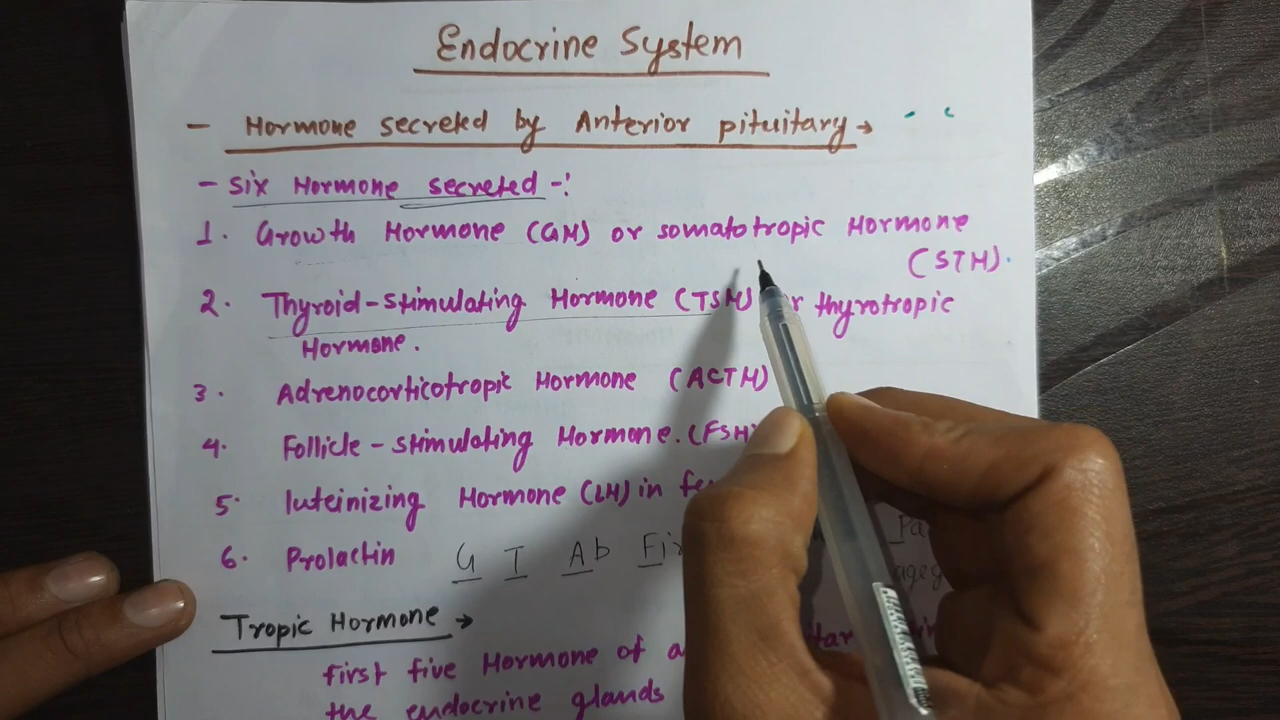 Endocrine System
- Hormone secreted by Anterior pituitary →
- Six Hormone secreted -:
1. Growth Hormone (GH) or somatotropic Hormone
(STH).
2. Thyroid-stimulating Hormone (TSH) or thyrotropic
Hormone.
3. Adrenocorticotropic Hormone (ACTH)
4. Follicle-stimulating Hormone. (FSH)
5. luteinizing Hormone (LH) in
6. Prolactin G T Ab
Tropic Hormone →
first five Hormone of
the endocrine glands